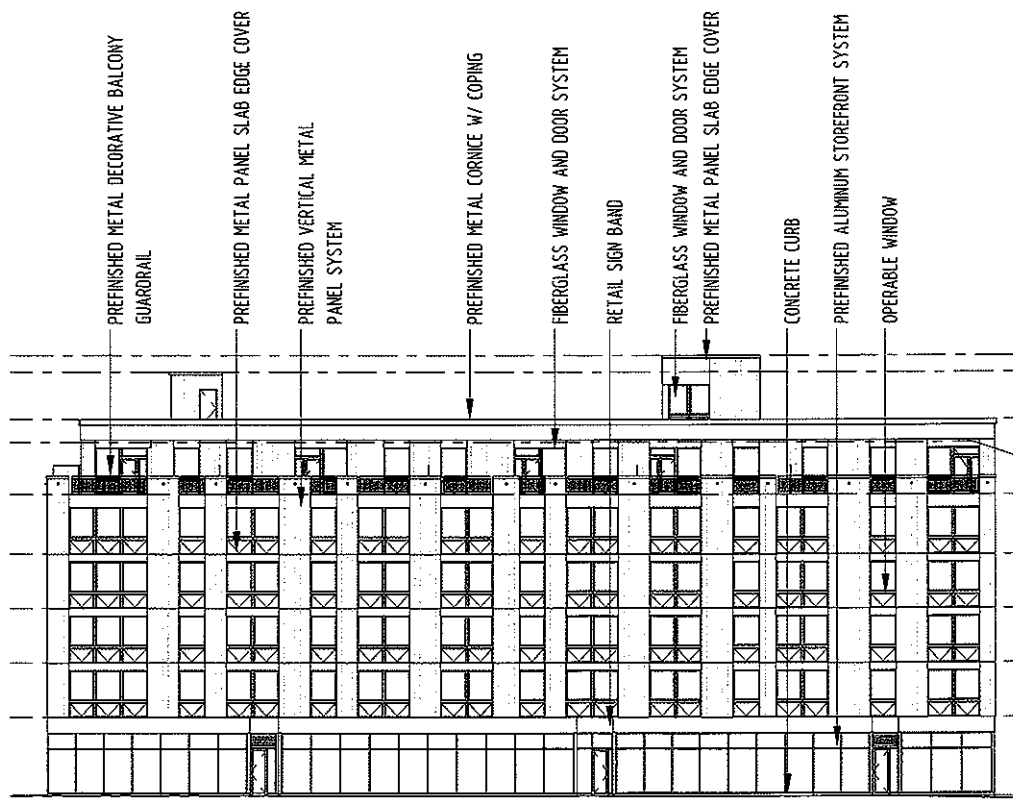 PREFINISHED METAL DECORATIVE BALCONY
GUARDRAIL
PREFINISHED METAL PANEL SLAB EDGE COVER
PREFINISHED VERTICAL METAL
PANEL SYSTEM
PREFINISHED METAL CORNICE W/ COPING
FIBERGLASS WINDOW AND DOOR SYSTEM
RETAIL SIGN BAND
FIBERGLASS WINDOW AND DOOR SYSTEM
PREFINISHED METAL PANEL SLAB EDGE COVER
CONCRETE CURB
PREFINISHED ALUMINUM STOREFRONT SYSTEM
OPERABLE WINDOW